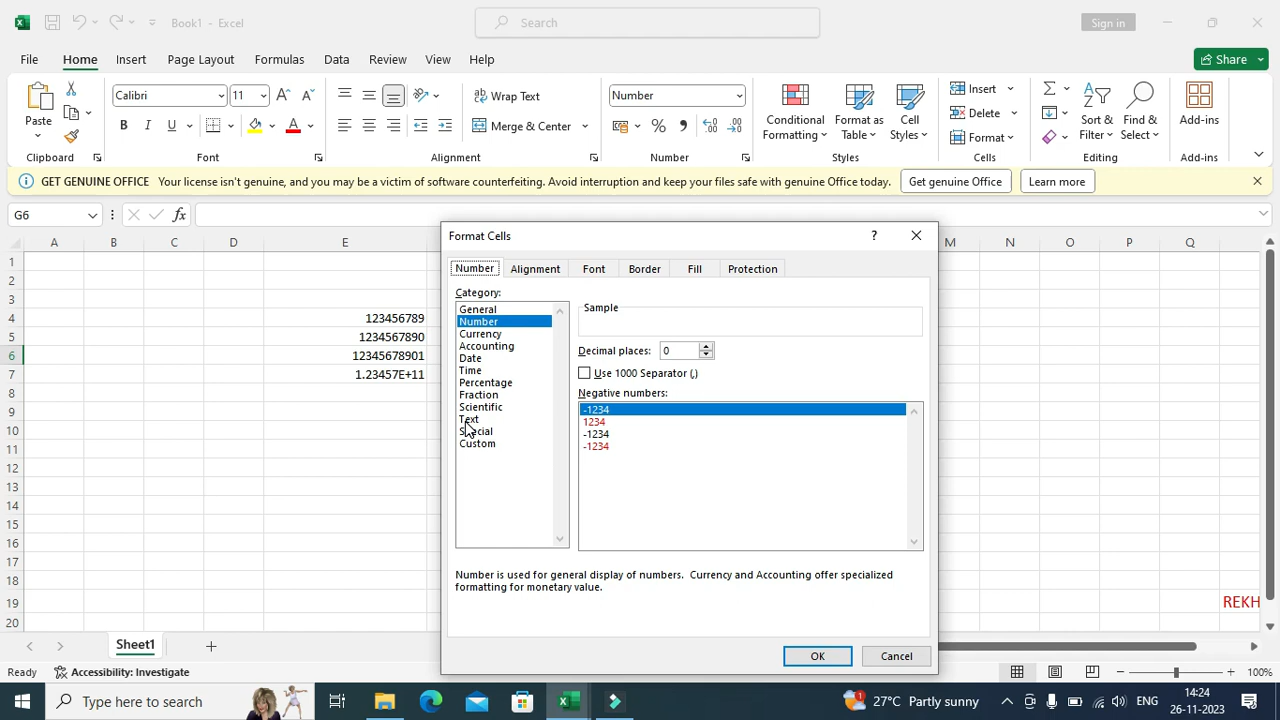 Book1 - Excel
Search
Sign in
File Home Insert Page Layout Formulas Data Review View Help
Share
Paste
Calibri 11
B I U
A
Wrap Text
Merge & Center
Number
%
Conditional Formatting
Format as Table
Cell Styles
Insert
Delete
Format
Sort & Filter
Find & Select
Add-ins
Clipboard Font Alignment Number Styles Cells Editing Add-ins
GET GENUINE OFFICE Your license isn't genuine, and you may be a victim of software counterfeiting. Avoid interruption and keep your files safe with genuine Office today.
Get genuine Office
Learn more
G6
fx
A B C D E M N O P Q
1
2
3
4 123456789
5 1234567890
6 12345678901
7 1.23457E+11
8
9
10
11
12
13
14
15
16
17
18
19 REKH
20
Format Cells ?
Number Alignment Font Border Fill Protection
Category:
General
Number
Currency
Accounting
Date
Time
Percentage
Fraction
Scientific
Text
Special
Custom
Sample
Decimal places: 0
Use 1000 Separator (,)
Negative numbers:
-1234
1234
-1234
-1234
Number is used for general display of numbers. Currency and Accounting offer specialized
formatting for monetary value.
OK Cancel
Sheet1
Ready Accessibility: Investigate
100%
Type here to search
27°C Partly sunny
ENG
14:24
26-11-2023